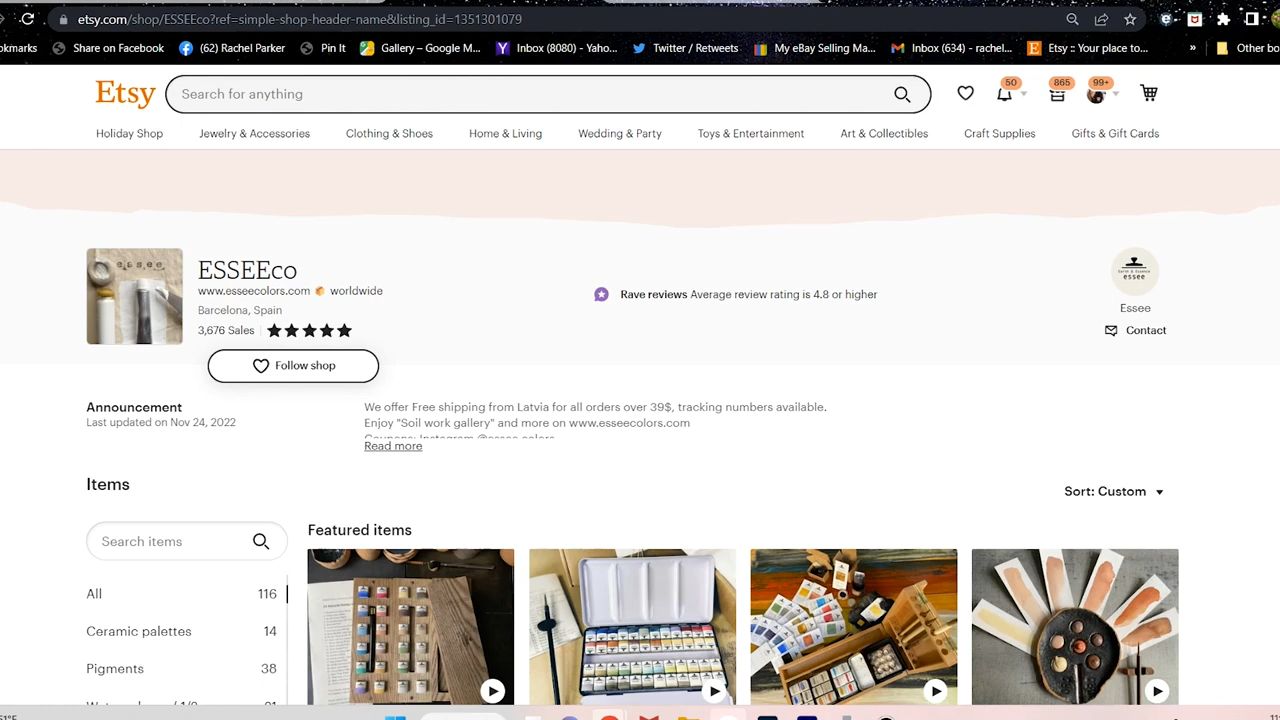 etsy.com/shop/ESSEEco?ref=simple-shop-header-name&listing_id=1351301079
okmarks Share on Facebook (62) Rachel Parker Pin It Gallery – Google M... Inbox (8080) - Yaho... Twitter / Retweets My eBay Selling Ma... Inbox (634) - rachel... Etsy :: Your place to... » Other bo
Etsy Search for anything 50 865 99+
Holiday Shop Jewelry & Accessories Clothing & Shoes Home & Living Wedding & Party Toys & Entertainment Art & Collectibles Craft Supplies Gifts & Gift Cards
essee
ESSEEco
www.esseecolors.com worldwide
Barcelona, Spain
3,676 Sales
Follow shop
Rave reviews Average review rating is 4.8 or higher
essee
Essee
Contact
Announcement
Last updated on Nov 24, 2022
We offer Free shipping from Latvia for all orders over 39$, tracking numbers available.
Enjoy "Soil work gallery" and more on www.esseecolors.com
Coupons: Instagram @essee.colors
Read more
Items
Sort: Custom
Search items
Featured items
All 116
Ceramic palettes 14
Pigments 38